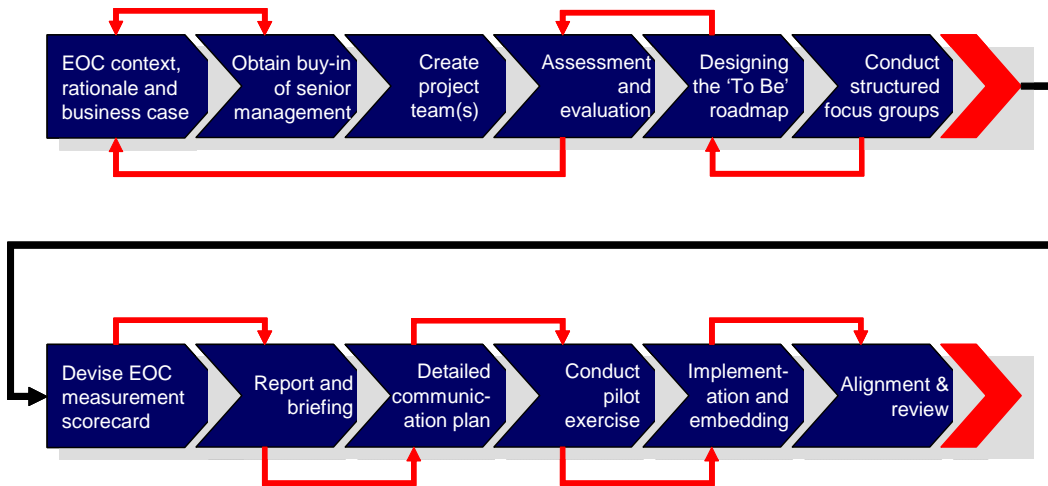 EOC context,
rationale and
business case
Obtain buy-in
of senior
management
Create
project
team(s)
Assessment
and
evaluation
Designing
the 'To Be'
roadmap
Conduct
structured
focus groups
Devise EOC
measurement
scorecard
Report and
briefing
Detailed
communic-
ation plan
Conduct
pilot
exercise
Implement-
ation and
embedding
Alignment &
review